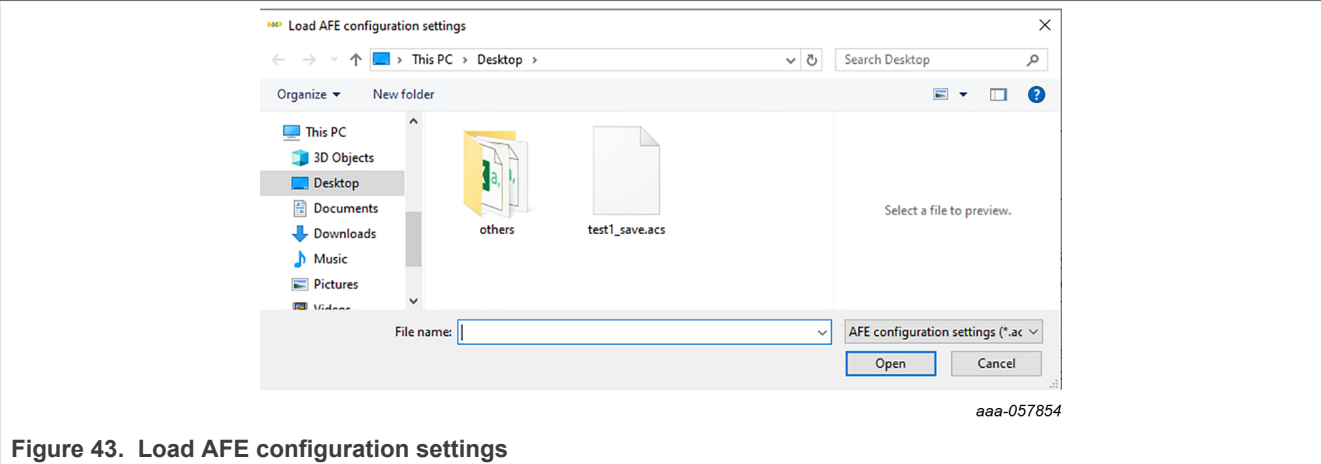 NXP Load AFE configuration settings
This PC > Desktop >
Search Desktop
Organize
New folder
This PC
3D Objects
Desktop
Documents
Downloads
Music
Pictures
Videos
a,
others
test1_save.acs
Select a file to preview.
File name:
AFE configuration settings (*.ac
Open
Cancel
aaa-057854
Figure 43. Load AFE configuration settings